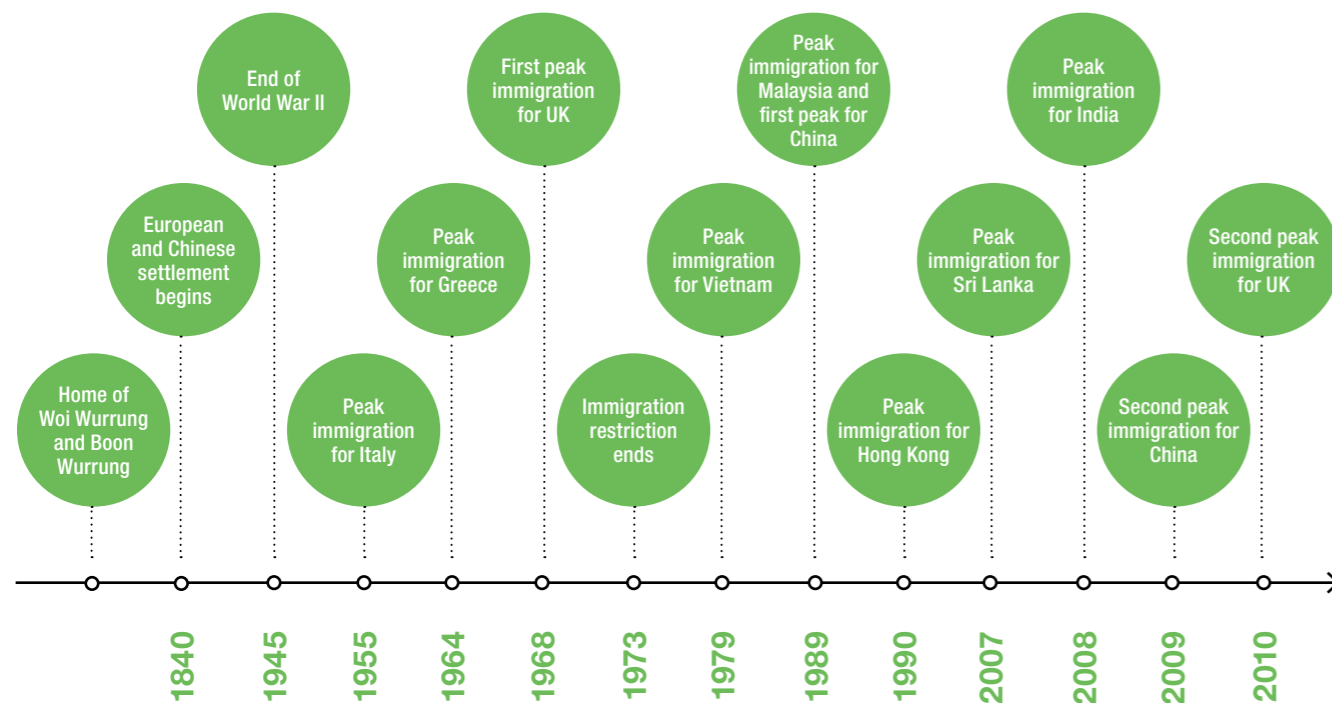 Home of
Woi Wurrung
and Boon
Wurrung
European
and Chinese
settlement
begins
1840
End of
World War II
1945
Peak
immigration
for Italy
1955
Peak
immigration
for Greece
1964
First peak
immigration
for UK
1968
Immigration
restriction
ends
1973
Peak
immigration
for Vietnam
1979
Peak
immigration for
Malaysia and
first peak for
China
1989
Peak
immigration for
Hong Kong
1990
Peak
immigration for
Sri Lanka
2007
Peak
immigration
for India
2008
Second peak
immigration for
China
2009
Second peak
immigration
for UK
2010